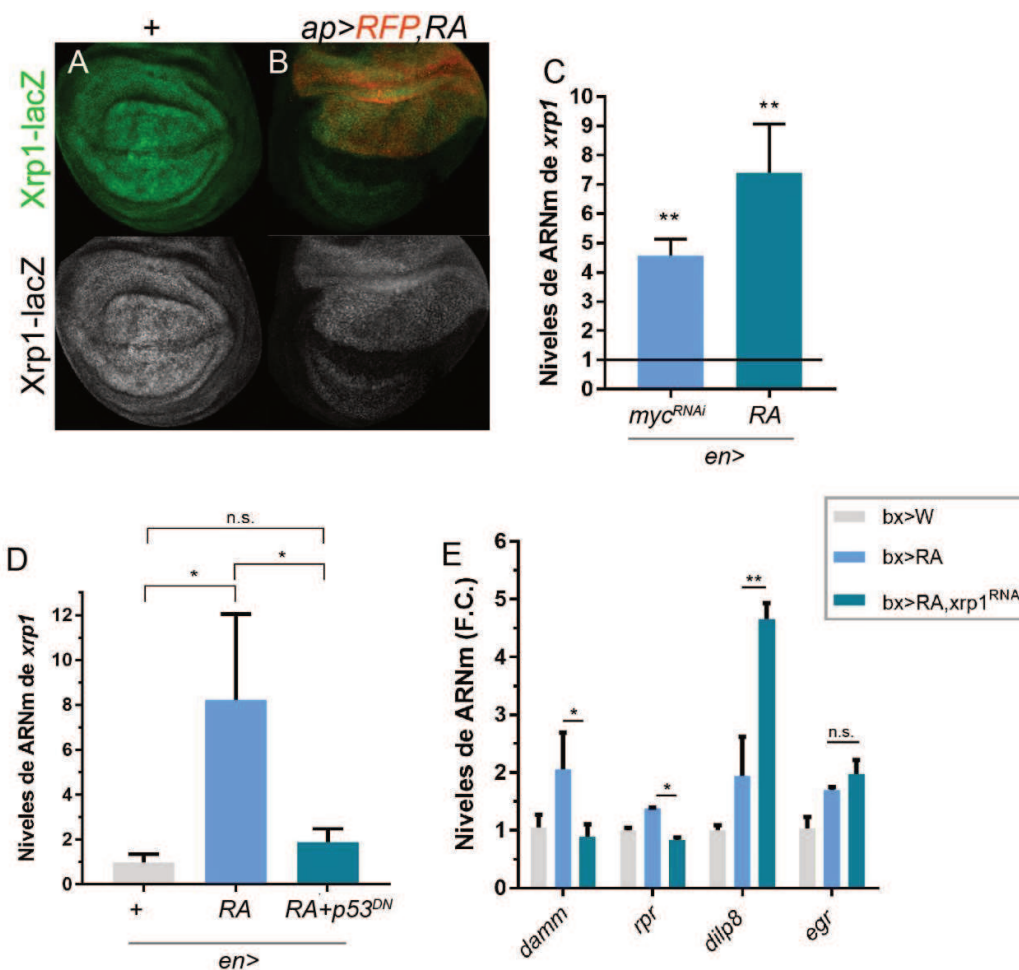 +
ap>RFP,RA
A
B
Xrp1-lacZ
Xrp1-lacZ
C
Niveles de ARNm de xrp1
10
9
8
7
6
5
4
3
2
1
0
**
**
myc^RNAi RA
en>
D
Niveles de ARNm de xrp1
n.s.
* *
12
10
8
6
4
2
0
+ RA RA+p53^DN
en>
E
bx>W
bx>RA
bx>RA,xrp1^RNAi
Niveles de ARNm (F.C.)
6
5
4
3
2
1
0
*
*
**
n.s.
damm rpr dilp8 egr